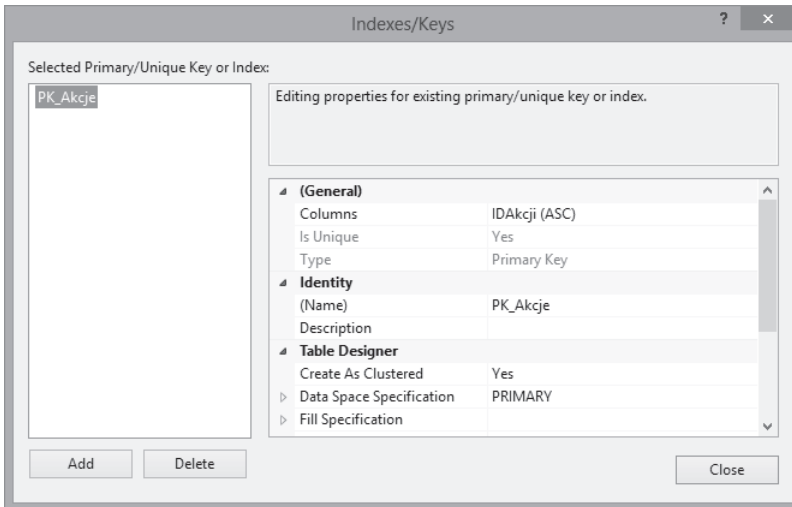 Indexes/Keys
? ×
Selected Primary/Unique Key or Index:
PK_Akcje
Editing properties for existing primary/unique key or index.
(General)
Columns IDAkcji (ASC)
Is Unique Yes
Type Primary Key
Identity
(Name) PK_Akcje
Description
Table Designer
Create As Clustered Yes
Data Space Specification PRIMARY
Fill Specification
Add Delete
Close